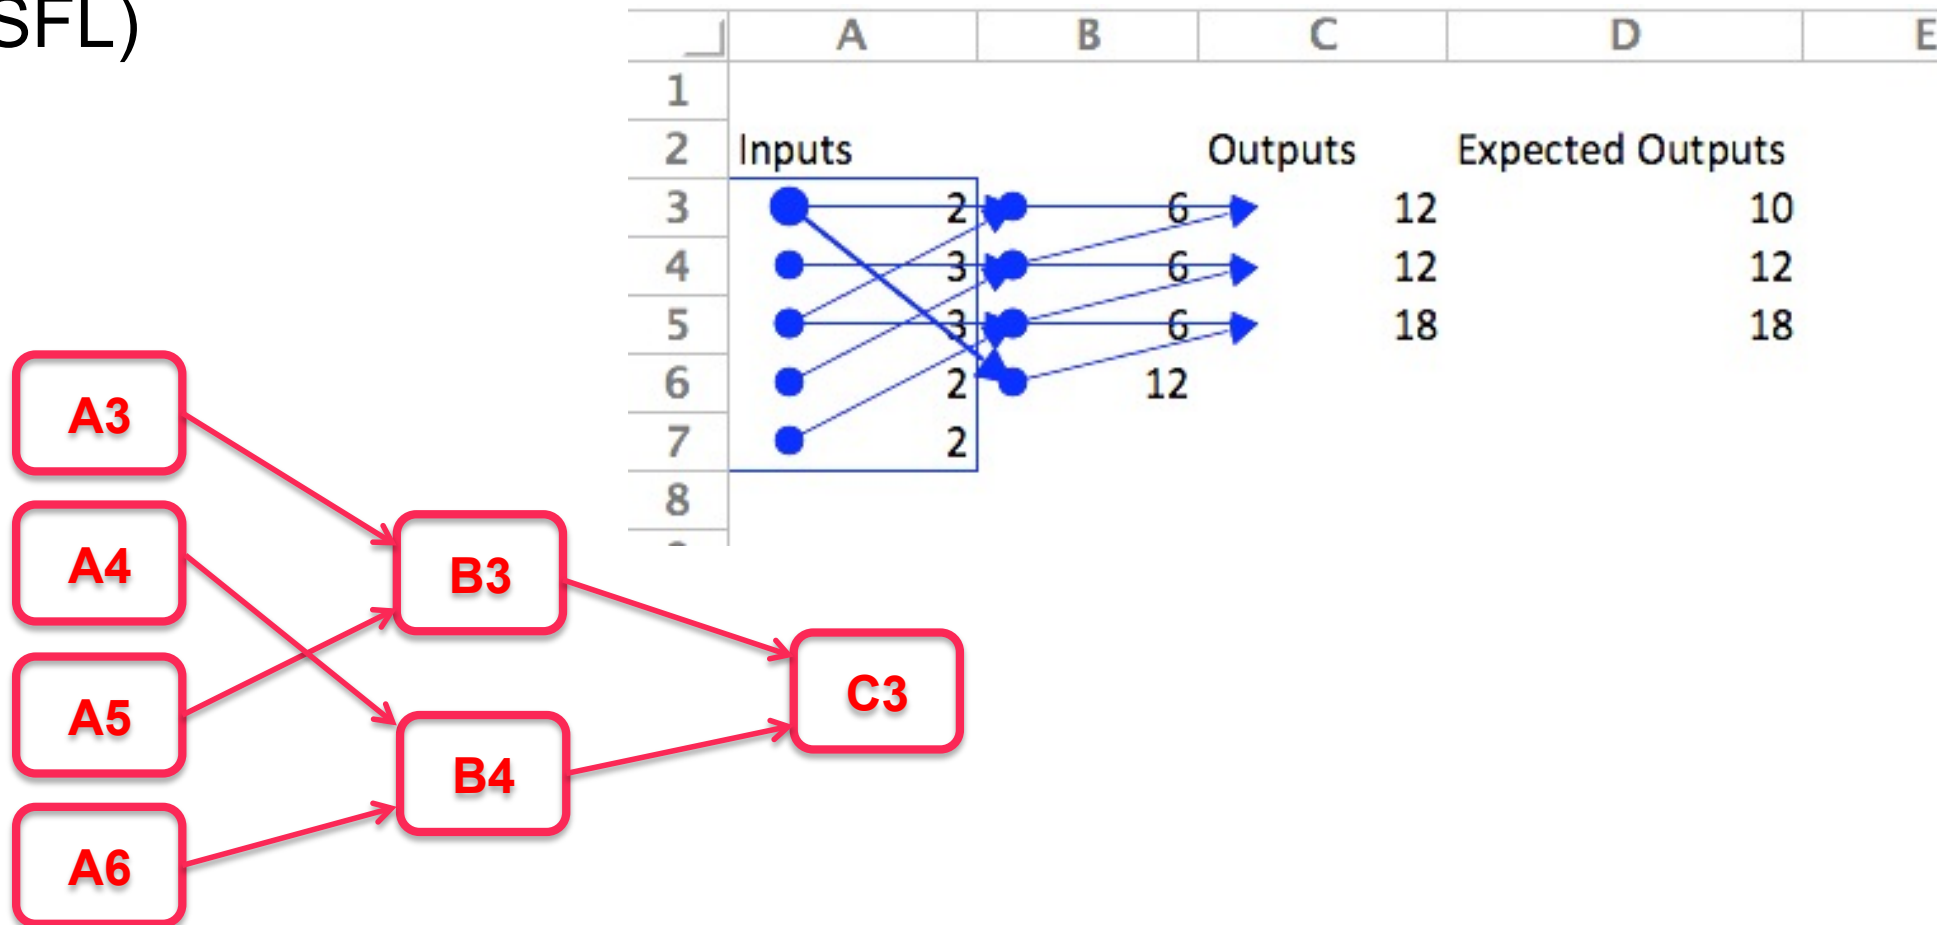 SFL)
A B C D E
1
2 Inputs Outputs Expected Outputs
3 2 6 12 10
4 3 6 12 12
5 3 6 18 18
6 2 12
7 2
8
A3
A4
A5
A6
B3
B4
C3